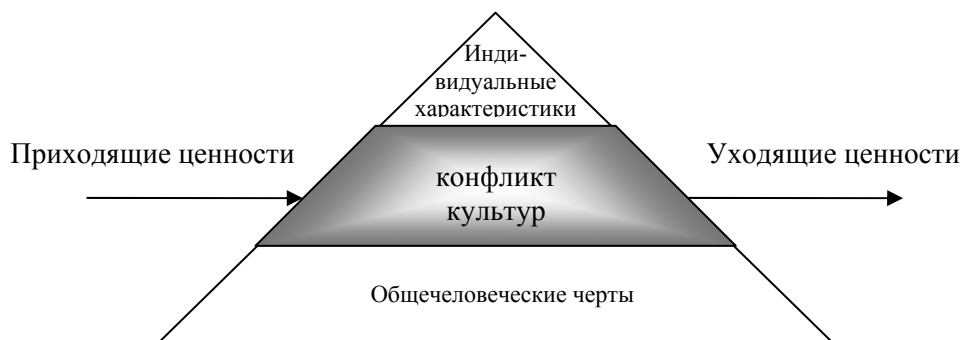 Инди-
видуальные
характеристики
Приходящие ценности
Уходящие ценности
конфликт
культур
Общечеловеческие черты